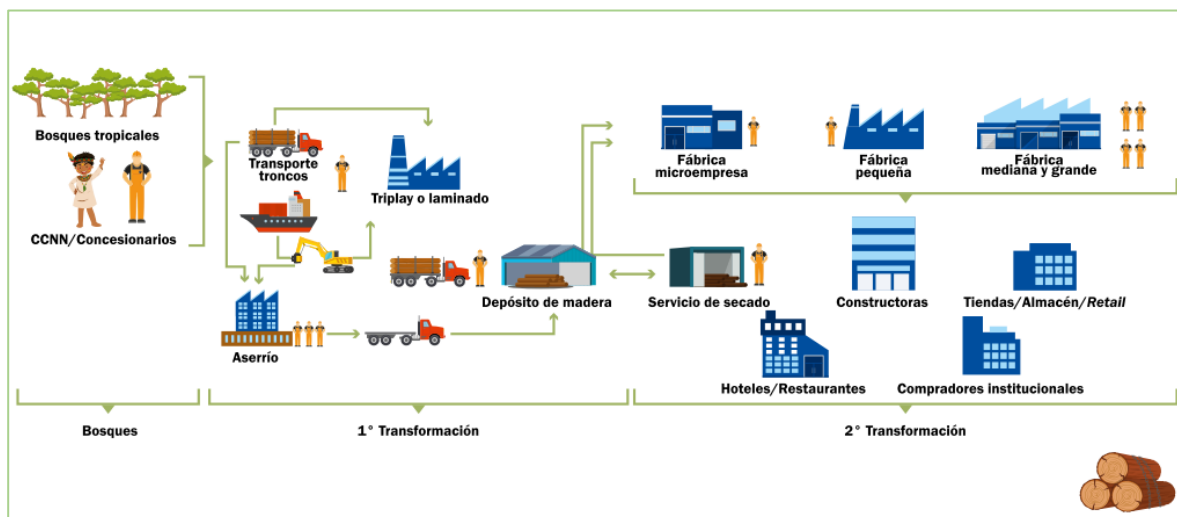 Bosques tropicales
CCNN/Concesionarios
Transporte
troncos
Triplay o laminado
Aserrío
Depósito de madera
Servicio de secado
Fábrica
microempresa
Fábrica
pequeña
Fábrica
mediana y grande
Constructoras
Tiendas/Almacén/Retail
Hoteles/Restaurantes
Compradores institucionales
Bosques
1° Transformación
2° Transformación